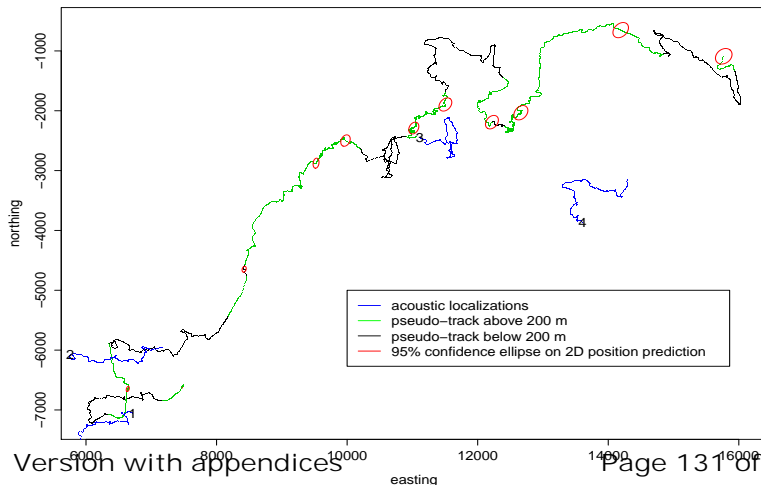 -1000
-2000
-3000
-4000
-5000
-6000
-7000
northing
1
2
3
4
acoustic localizations
pseudo-track above 200 m
pseudo-track below 200 m
95% confidence ellipse on 2D position prediction
6000 8000 10000 12000 14000 16000
easting
Version with appendices
Page 131 of